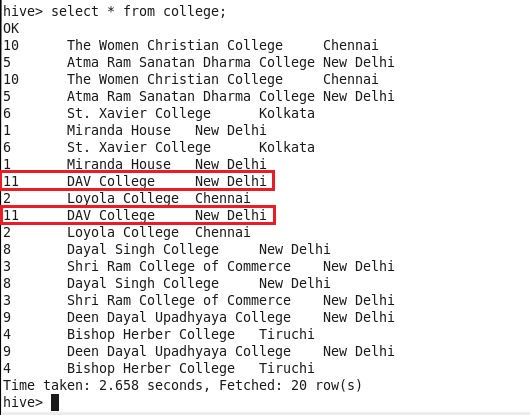 hive> select * from college;
OK
10 The Women Christian College Chennai
5 Atma Ram Sanatan Dharma College New Delhi
10 The Women Christian College Chennai
5 Atma Ram Sanatan Dharma College New Delhi
6 St. Xavier College Kolkata
1 Miranda House New Delhi
6 St. Xavier College Kolkata
1 Miranda House New Delhi
11 DAV College New Delhi
2 Loyola College Chennai
11 DAV College New Delhi
2 Loyola College Chennai
8 Dayal Singh College New Delhi
3 Shri Ram College of Commerce New Delhi
8 Dayal Singh College New Delhi
3 Shri Ram College of Commerce New Delhi
9 Deen Dayal Upadhyaya College New Delhi
4 Bishop Herber College Tiruchi
9 Deen Dayal Upadhyaya College New Delhi
4 Bishop Herber College Tiruchi
Time taken: 2.658 seconds, Fetched: 20 row(s)
hive>